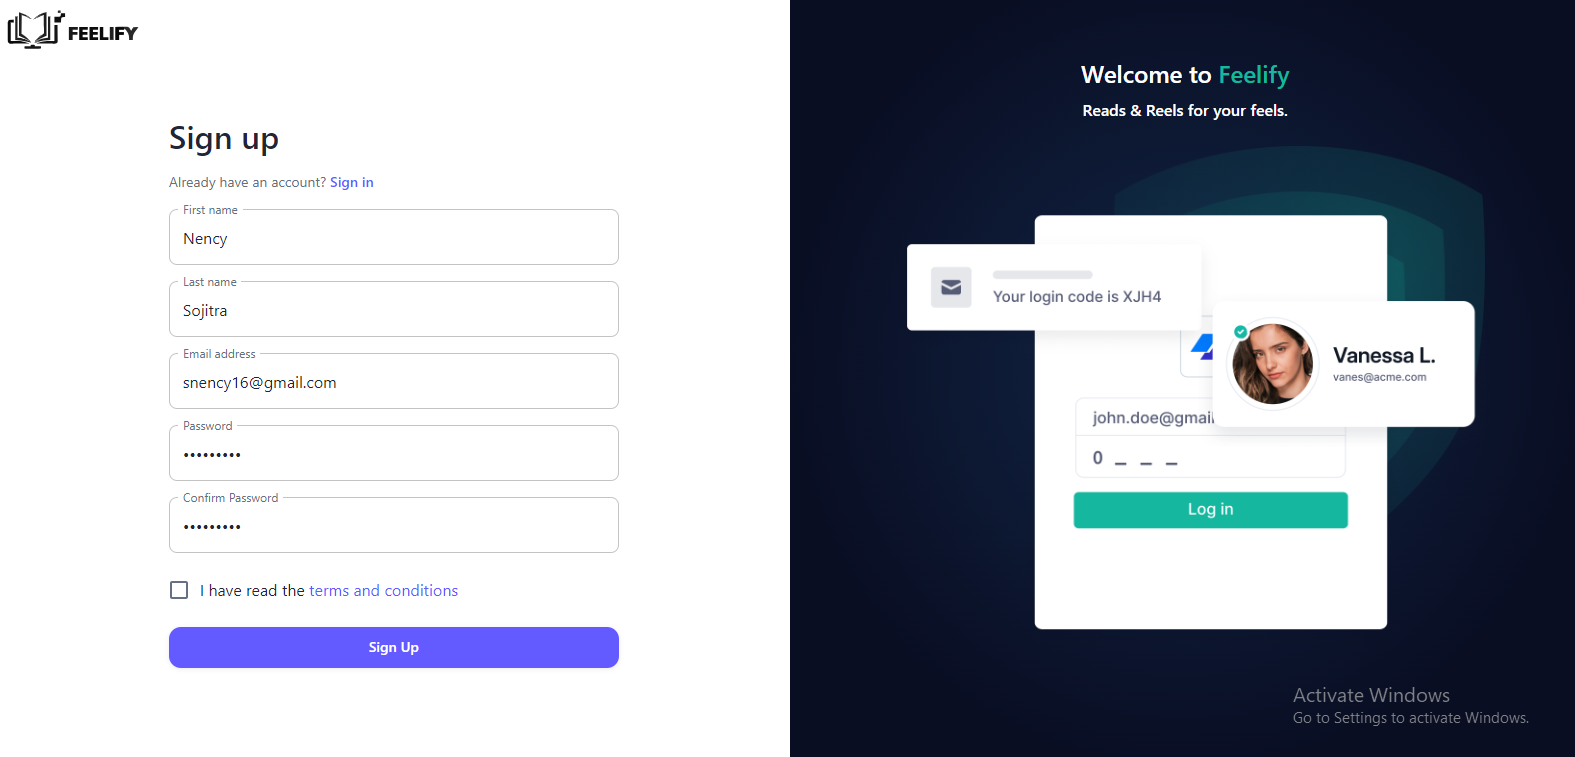 FEELIFY
Sign up
Already have an account? Sign in
First name
Nency
Last name
Sojitra
Email address
snency16@gmail.com
Password
•••••••••
Confirm Password
•••••••••
I have read the terms and conditions
Sign Up
Welcome to Feelify
Reads & Reels for your feels.
Your login code is XJH4
Vanessa L.
vanes@acme.com
john.doe@gmail
0 _ _ _
Log in
Activate Windows
Go to Settings to activate Windows.